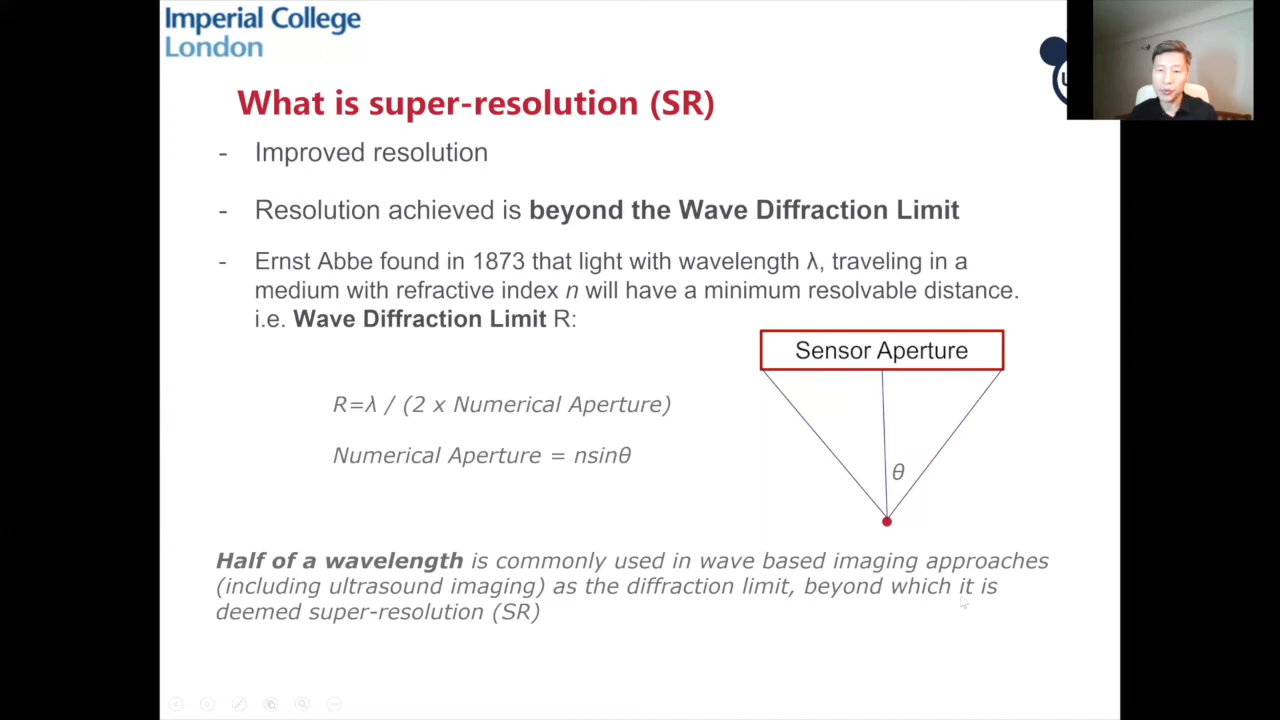 Imperial College
London
What is super-resolution (SR)
- Improved resolution
- Resolution achieved is beyond the Wave Diffraction Limit
- Ernst Abbe found in 1873 that light with wavelength λ, traveling in a
medium with refractive index n will have a minimum resolvable distance.
i.e. Wave Diffraction Limit R:
Sensor Aperture
R=λ / (2 x Numerical Aperture)
Numerical Aperture = nsinθ
θ
Half of a wavelength is commonly used in wave based imaging approaches
(including ultrasound imaging) as the diffraction limit, beyond which it is
deemed super-resolution (SR)